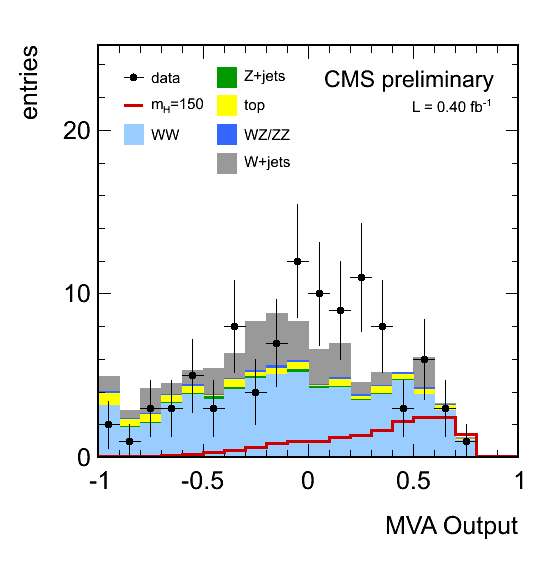 entries
data
m_H=150
WW
Z+jets
top
WZ/ZZ
W+jets
CMS preliminary
L = 0.40 fb⁻¹
20
10
0
-1 -0.5 0 0.5 1
MVA Output